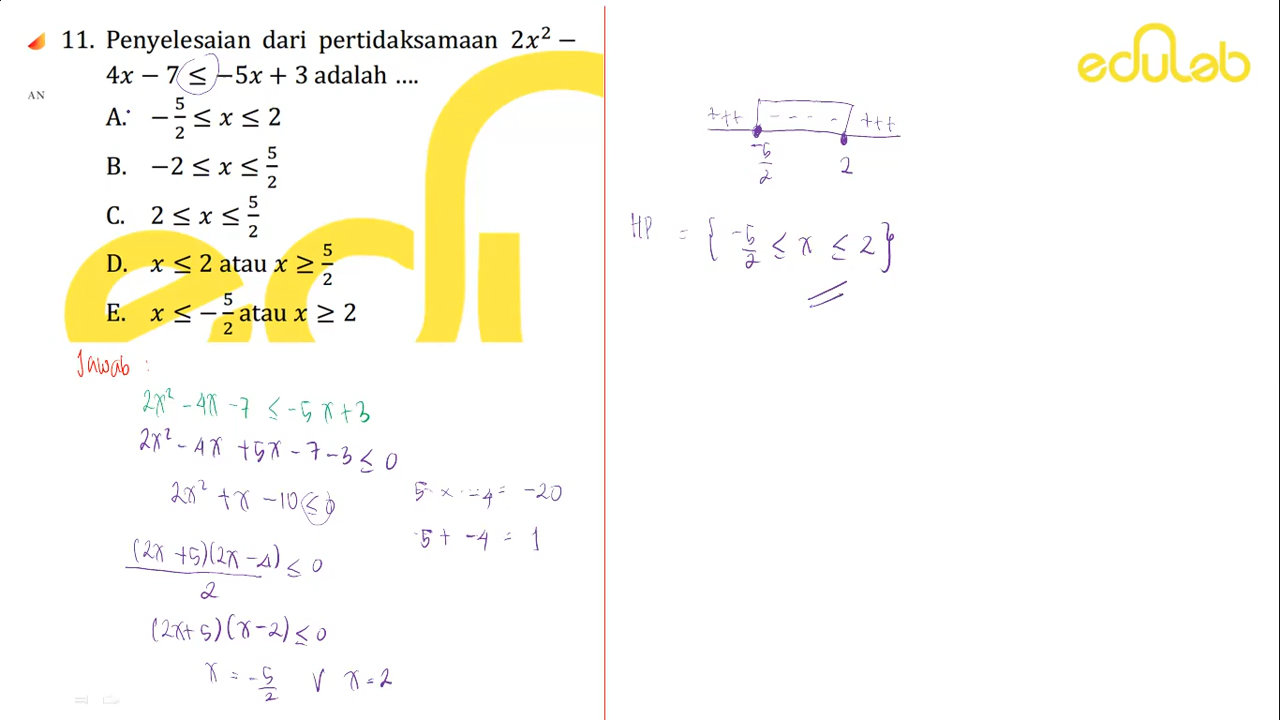 11. Penyelesaian dari pertidaksamaan 2x² −
4x − 7 ≤ −5x + 3 adalah ....
AN
A. −5/2 ≤ x ≤ 2
B. −2 ≤ x ≤ 5/2
C. 2 ≤ x ≤ 5/2
D. x ≤ 2 atau x ≥ 5/2
E. x ≤ −5/2 atau x ≥ 2
Jawab :
2x² - 4x - 7 ≤ -5x + 3
2x² - 4x + 5x - 7 - 3 ≤ 0
2x² + x - 10 ≤ 0
5 × -4 = -20
5 + -4 = 1
(2x + 5)(2x - 4)/2 ≤ 0
(2x + 5)(x - 2) ≤ 0
x = -5/2 V x = 2
edulab
+++ - - - - +++
-5/2 2
HP = { -5/2 ≤ x ≤ 2 }
edu